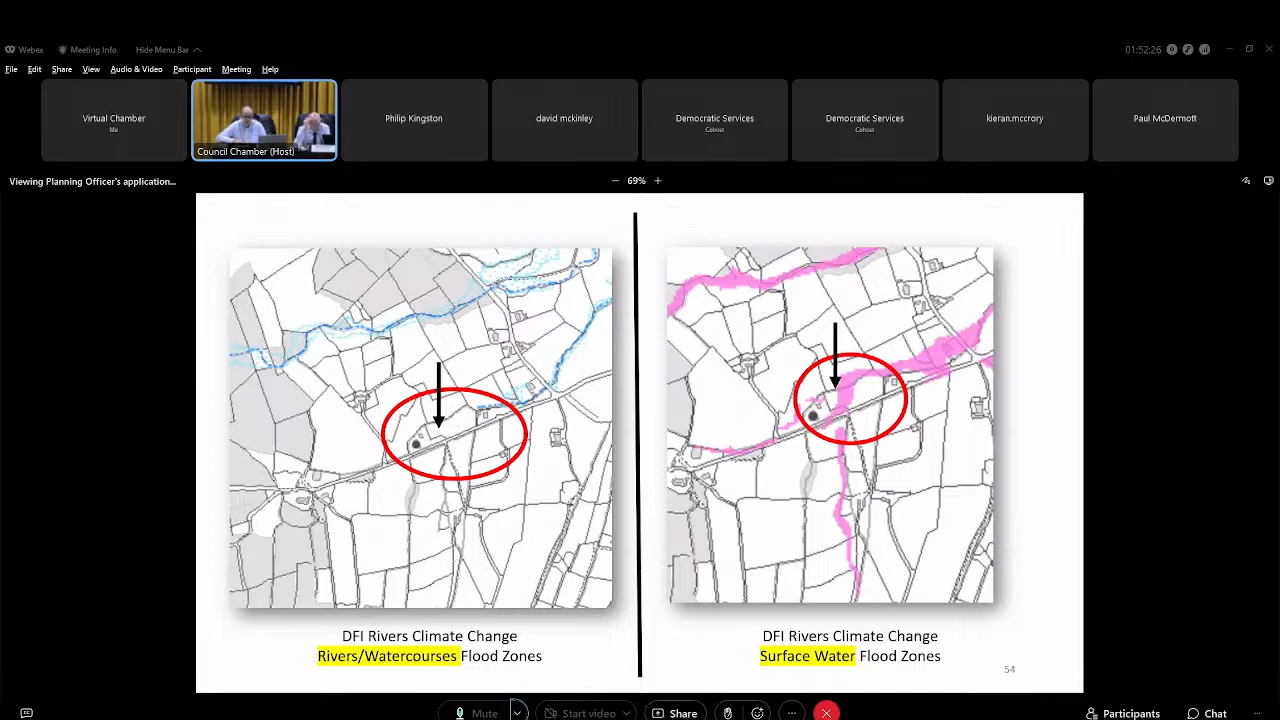 Webex Meeting Info Hide Menu Bar 01:52:26
File Edit Share View Audio & Video Participant Meeting Help
Virtual Chamber
Me
Council Chamber (Host)
Philip Kingston
david mckinley
Democratic Services
Cohost
Democratic Services
Cohost
kieran.mccrory
Paul McDermott
Viewing Planning Officer's application...
69%
DFI Rivers Climate Change
Rivers/Watercourses Flood Zones
DFI Rivers Climate Change
Surface Water Flood Zones
54
Mute Start video Share Participants Chat